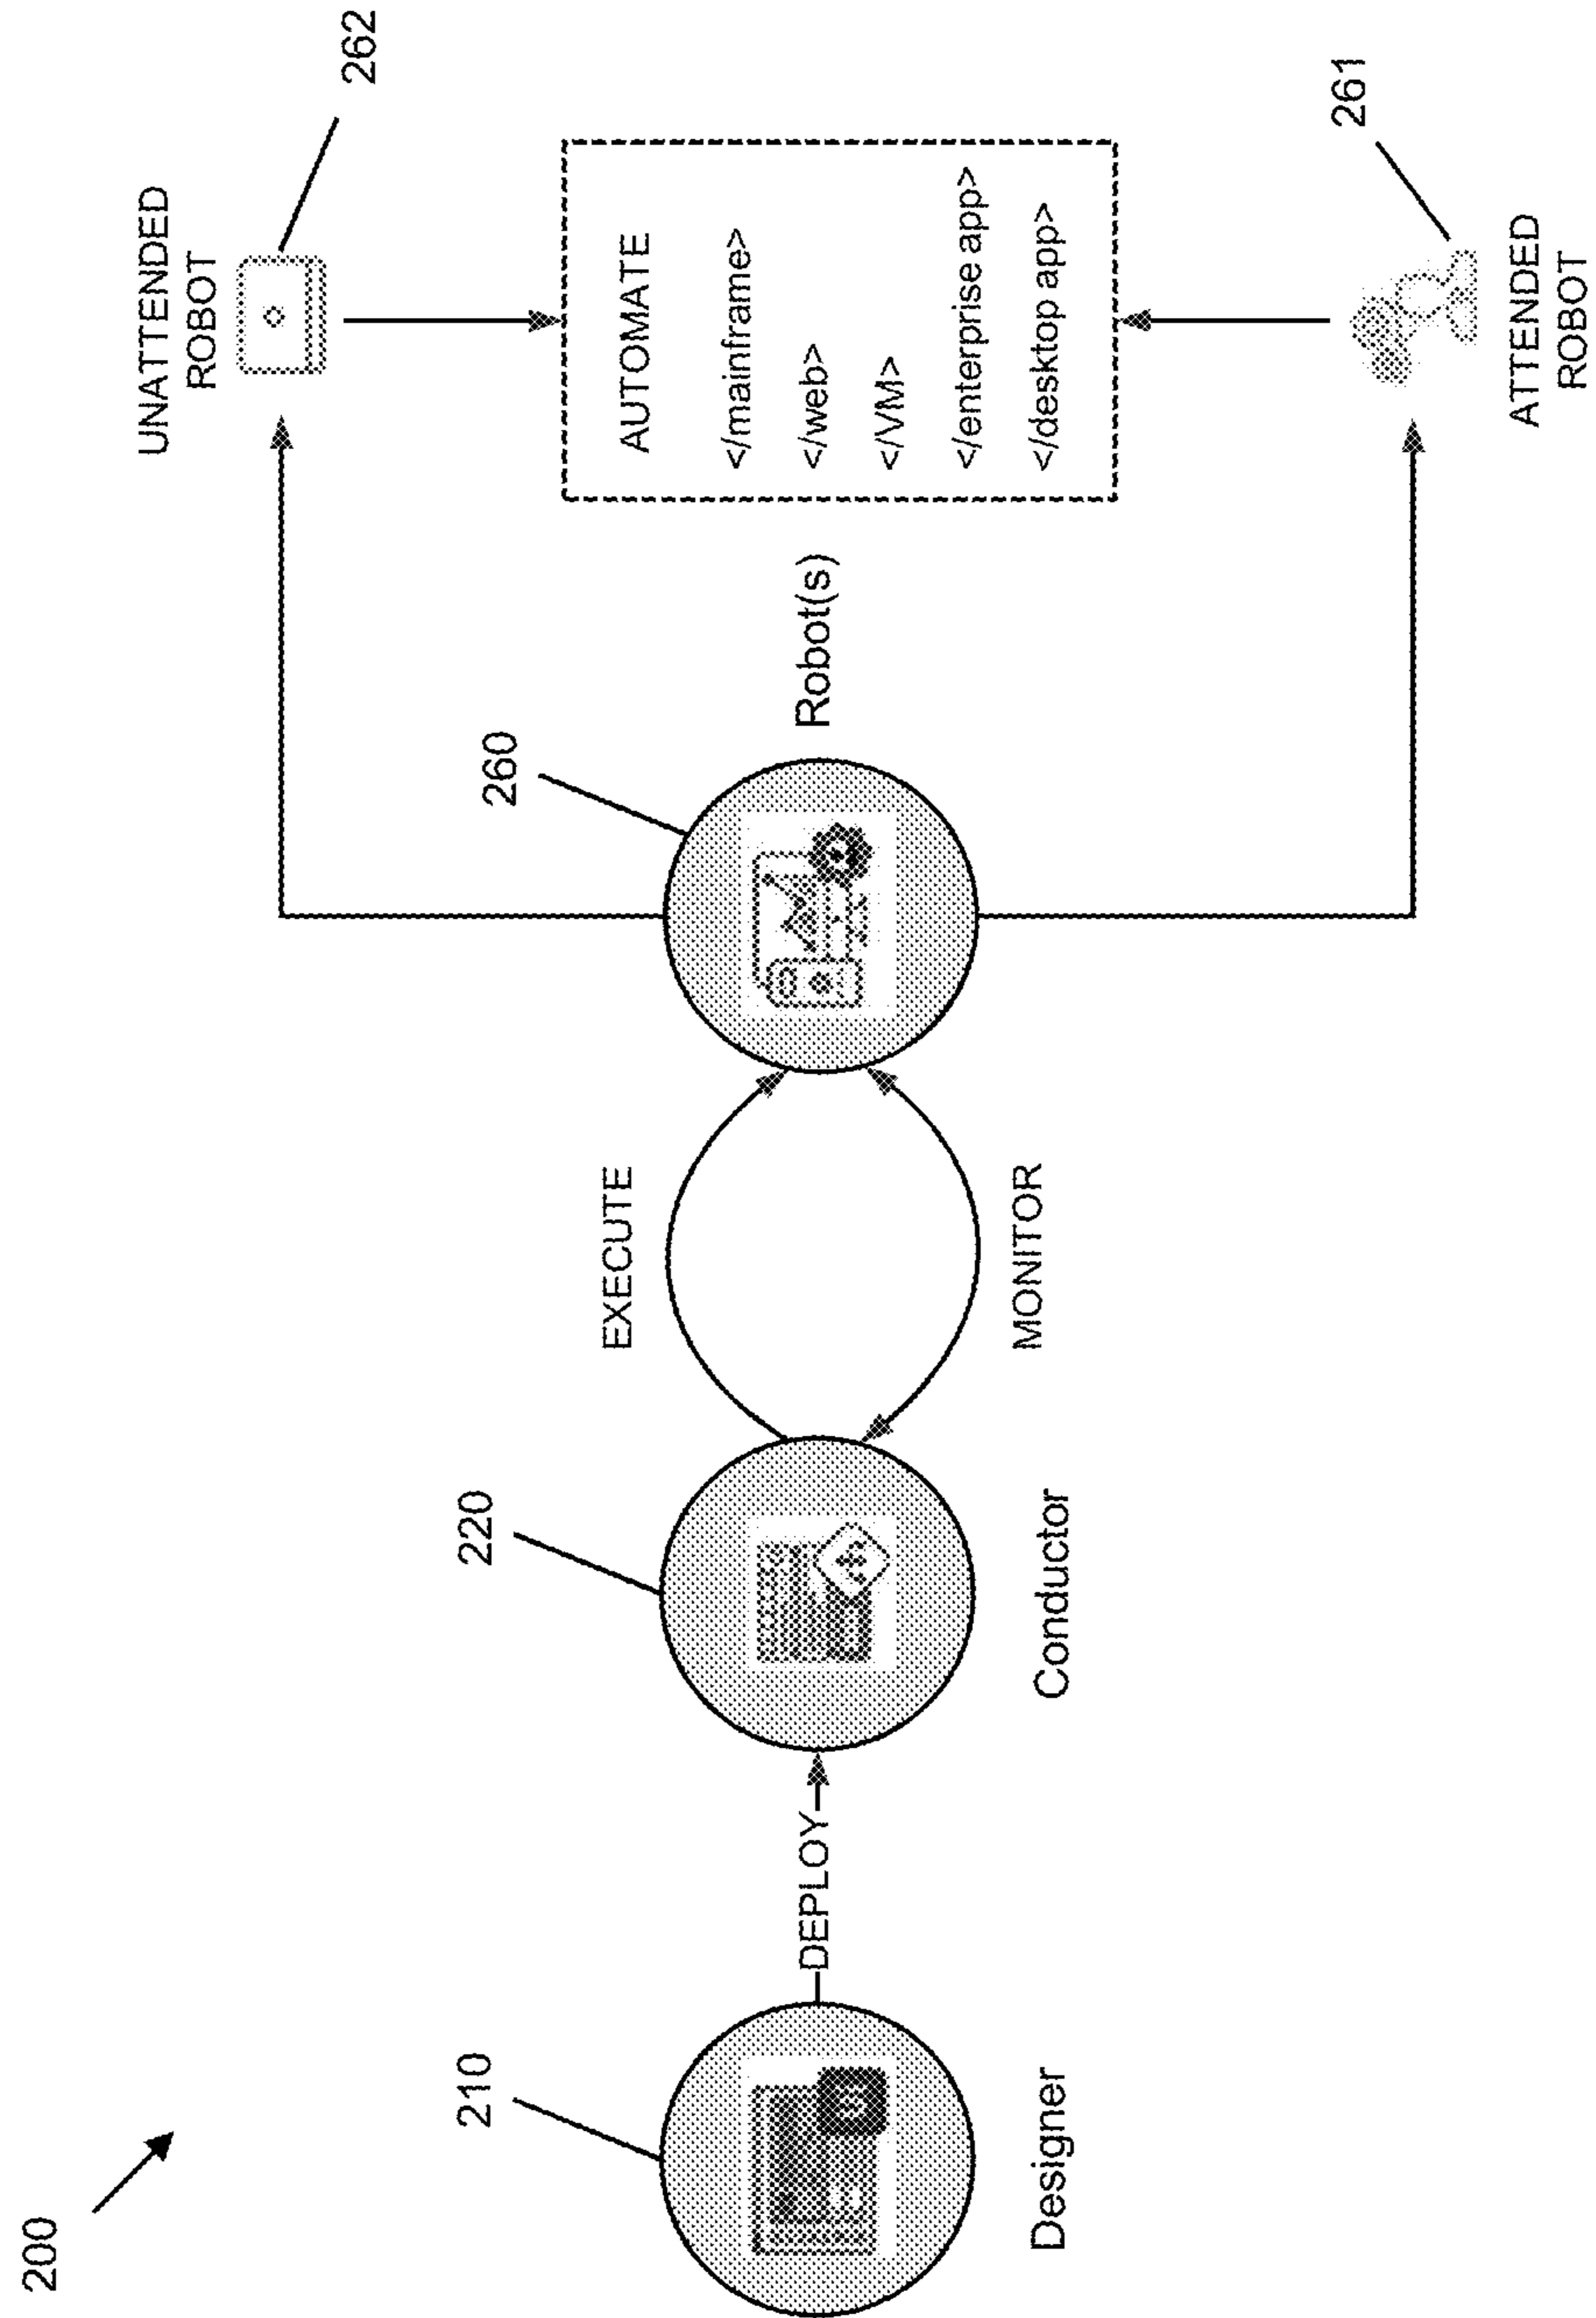 200
UNATTENDED
ROBOT
262
210
220
260
EXECUTE
DEPLOY
MONITOR
Designer
Conductor
Robot(s)
AUTOMATE
</mainframe>
</web>
</VM>
</enterprise app>
</desktop app>
261
ATTENDED
ROBOT